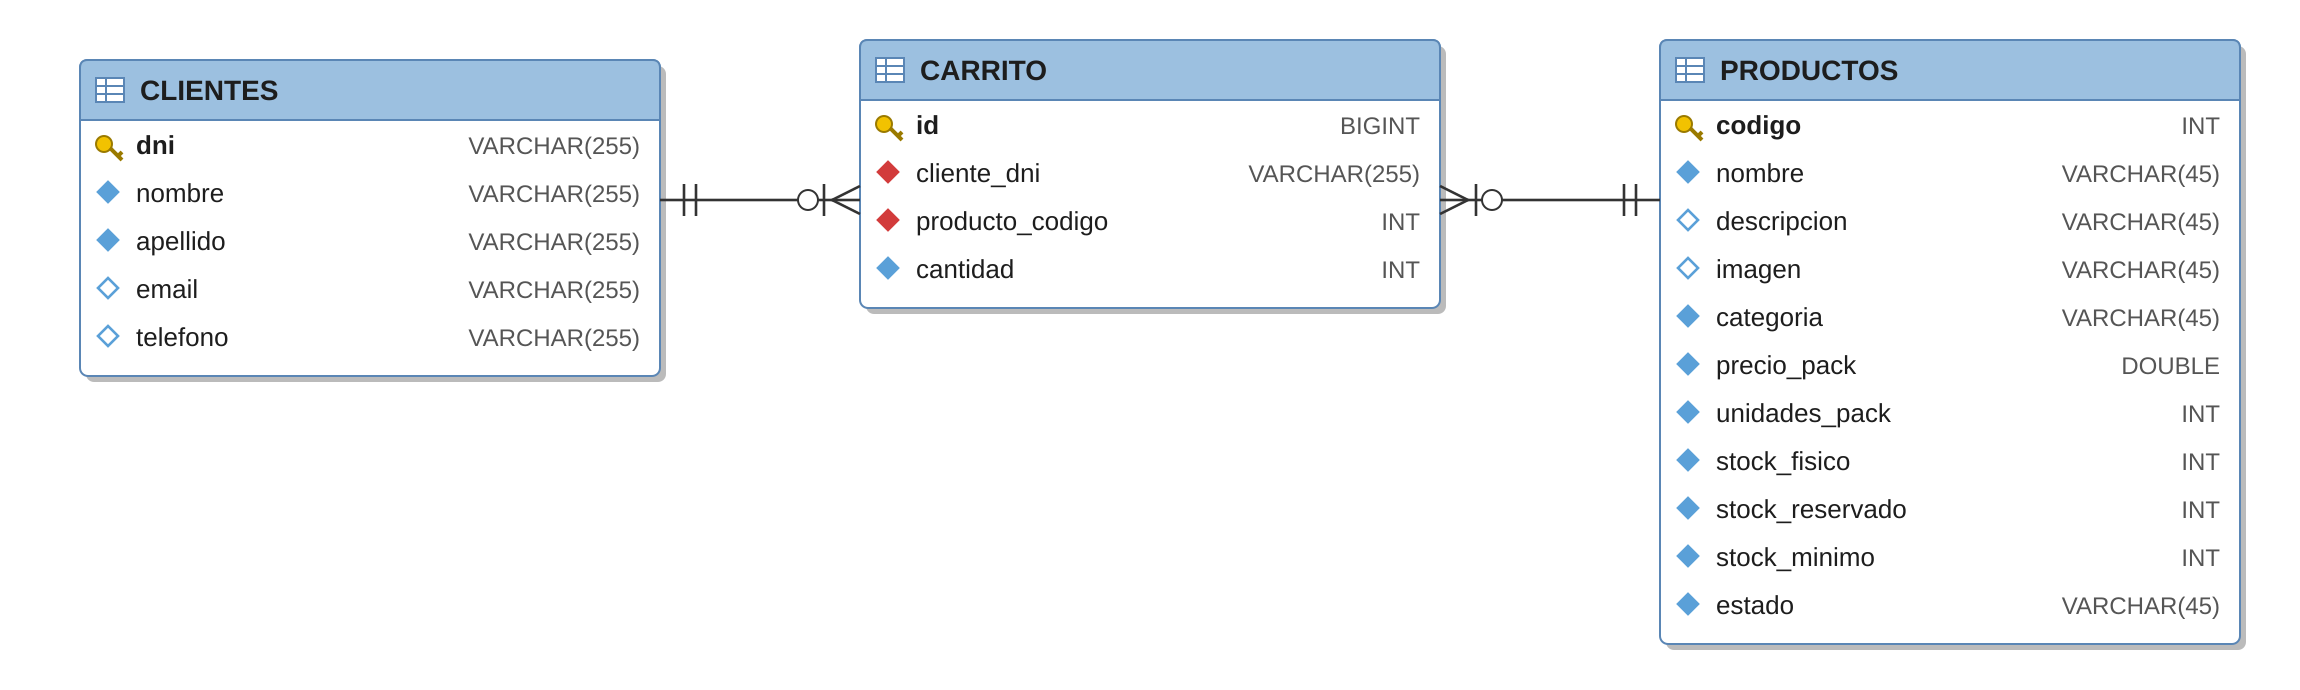 CLIENTES
dni VARCHAR(255)
nombre VARCHAR(255)
apellido VARCHAR(255)
email VARCHAR(255)
telefono VARCHAR(255)
CARRITO
id BIGINT
cliente_dni VARCHAR(255)
producto_codigo INT
cantidad INT
PRODUCTOS
codigo INT
nombre VARCHAR(45)
descripcion VARCHAR(45)
imagen VARCHAR(45)
categoria VARCHAR(45)
precio_pack DOUBLE
unidades_pack INT
stock_fisico INT
stock_reservado INT
stock_minimo INT
estado VARCHAR(45)